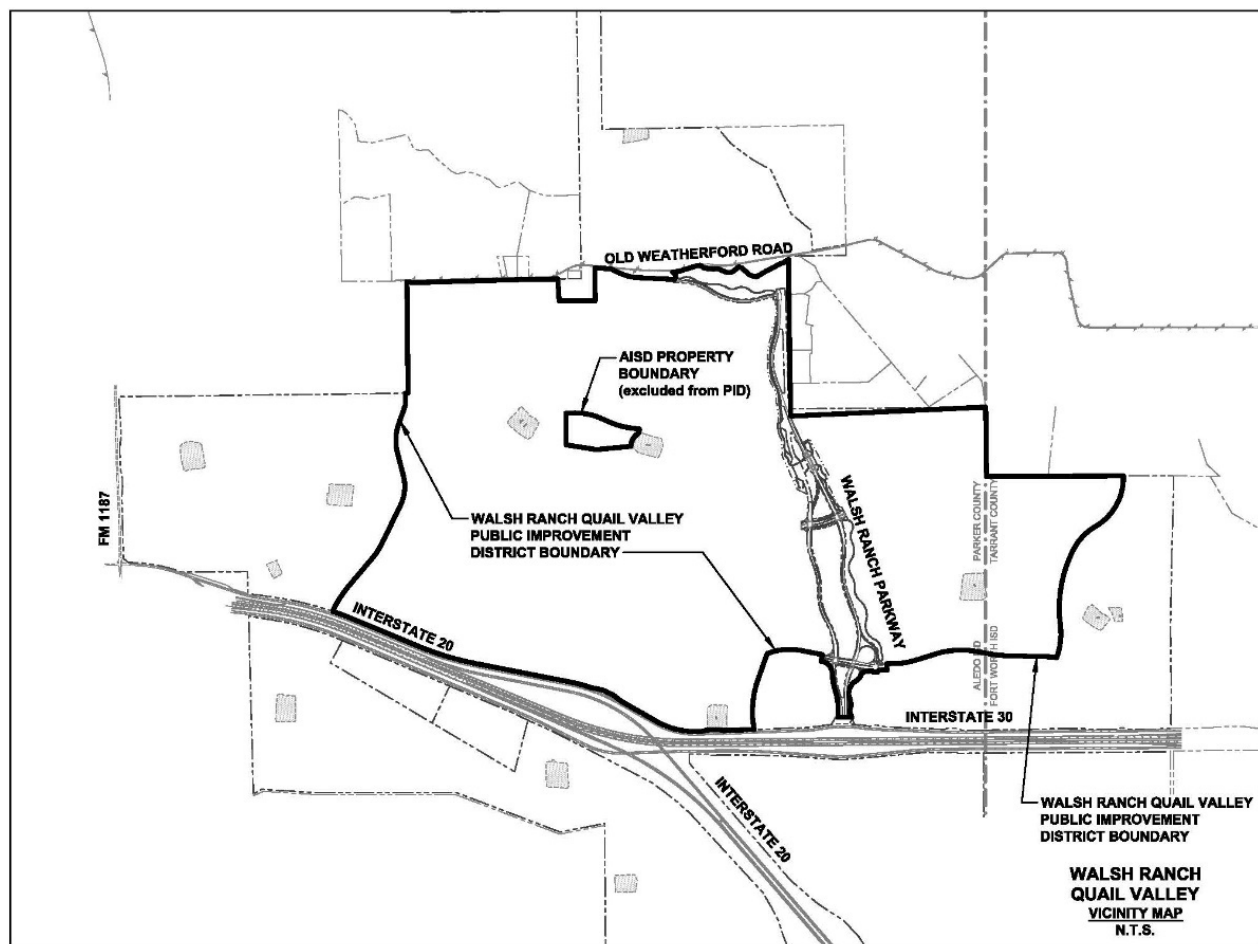 OLD WEATHERFORD ROAD
AISD PROPERTY
BOUNDARY
(excluded from PID)
FM 1187
WALSH RANCH QUAIL VALLEY
PUBLIC IMPROVEMENT
DISTRICT BOUNDARY
WALSH RANCH PARKWAY
PARKER COUNTY
TARRANT COUNTY
INTERSTATE 20
ALEDO ISD
FORT WORTH ISD
INTERSTATE 30
INTERSTATE 20
WALSH RANCH QUAIL VALLEY
PUBLIC IMPROVEMENT
DISTRICT BOUNDARY
WALSH RANCH
QUAIL VALLEY
VICINITY MAP
N.T.S.